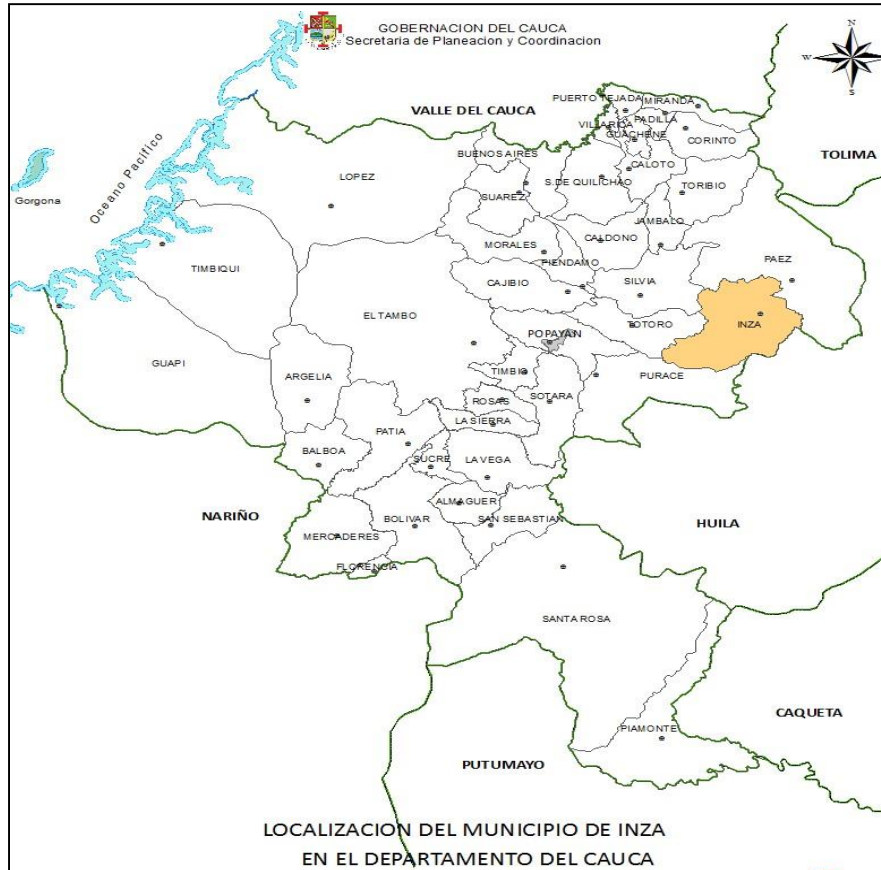 GOBERNACION DEL CAUCA
Secretaria de Planeacion y Coordinacion
N
W
E
S
PUERTO TEJADA
MIRANDA
VALLE DEL CAUCA
PADILLA
VILLARICA
GUACHENE
CORINTO
BUENOS AIRES
TOLIMA
CALOTO
Oceano Pacifico
LOPEZ
S.DE QUILICHAO
TORIBIO
Gorgona
SUAREZ
JAMBALO
CALDONO
MORALES
PAEZ
PIENDAMO
TIMBIQUI
CAJIBIO
SILVIA
EL TAMBO
TOTORO
INZA
POPAYAN
GUAPI
TIMBIO
PURACE
ARGELIA
ROSAS
SOTARA
LA SIERRA
PATIA
BALBOA
SUCRE
LA VEGA
ALMAGUER
NARIÑO
BOLIVAR
SAN SEBASTIAN
HUILA
MERCADERES
FLORENCIA
SANTA ROSA
CAQUETA
PIAMONTE
PUTUMAYO
LOCALIZACION DEL MUNICIPIO DE INZA
EN EL DEPARTAMENTO DEL CAUCA